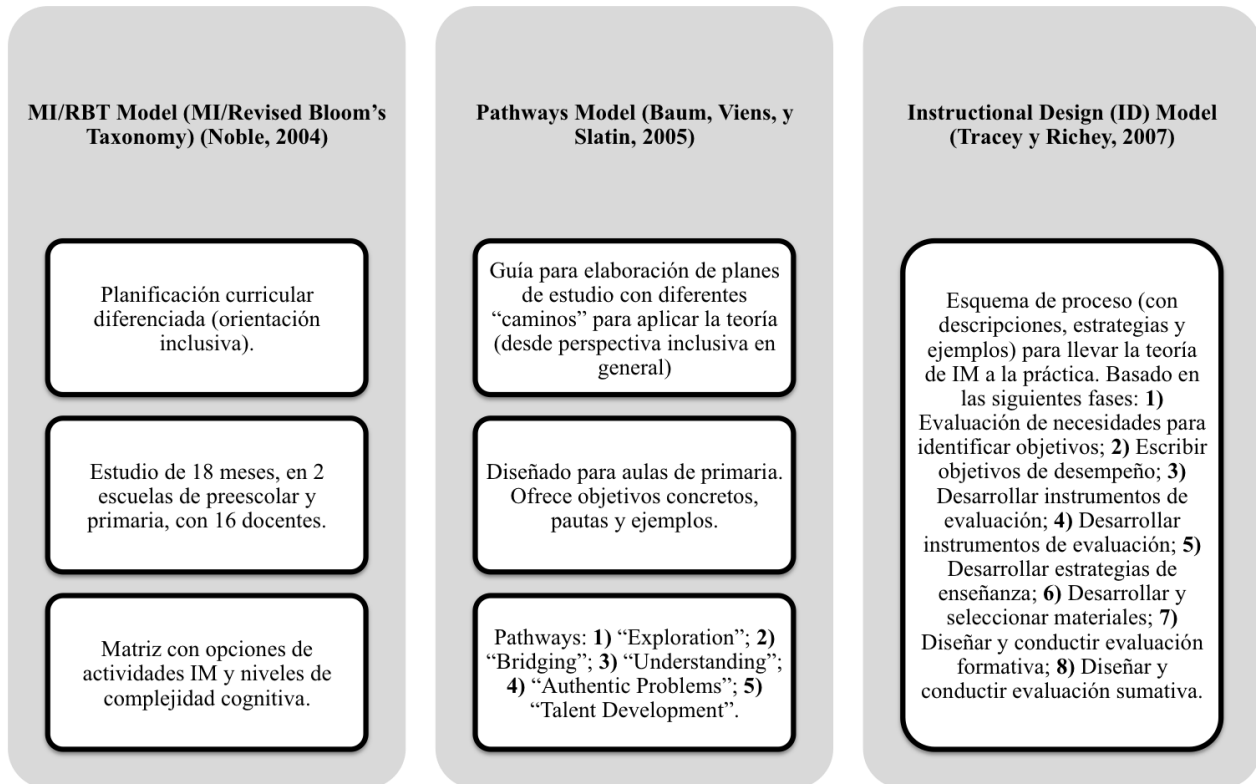 MI/RBT Model (MI/Revised Bloom’s
Taxonomy) (Noble, 2004)
Planificación curricular
diferenciada (orientación
inclusiva).
Estudio de 18 meses, en 2
escuelas de preescolar y
primaria, con 16 docentes.
Matriz con opciones de
actividades IM y niveles de
complejidad cognitiva.
Pathways Model (Baum, Viens, y
Slatin, 2005)
Guía para elaboración de planes
de estudio con diferentes
“caminos” para aplicar la teoría
(desde perspectiva inclusiva en
general)
Diseñado para aulas de primaria.
Ofrece objetivos concretos,
pautas y ejemplos.
Pathways: 1) “Exploration”; 2)
“Bridging”; 3) “Understanding”;
4) “Authentic Problems”; 5)
“Talent Development”.
Instructional Design (ID) Model
(Tracey y Richey, 2007)
Esquema de proceso (con
descripciones, estrategias y
ejemplos) para llevar la teoría
de IM a la práctica. Basado en
las siguientes fases: 1)
Evaluación de necesidades para
identificar objetivos; 2) Escribir
objetivos de desempeño; 3)
Desarrollar instrumentos de
evaluación; 4) Desarrollar
instrumentos de evaluación; 5)
Desarrollar estrategias de
enseñanza; 6) Desarrollar y
seleccionar materiales; 7)
Diseñar y conductir evaluación
formativa; 8) Diseñar y
conductir evaluación sumativa.